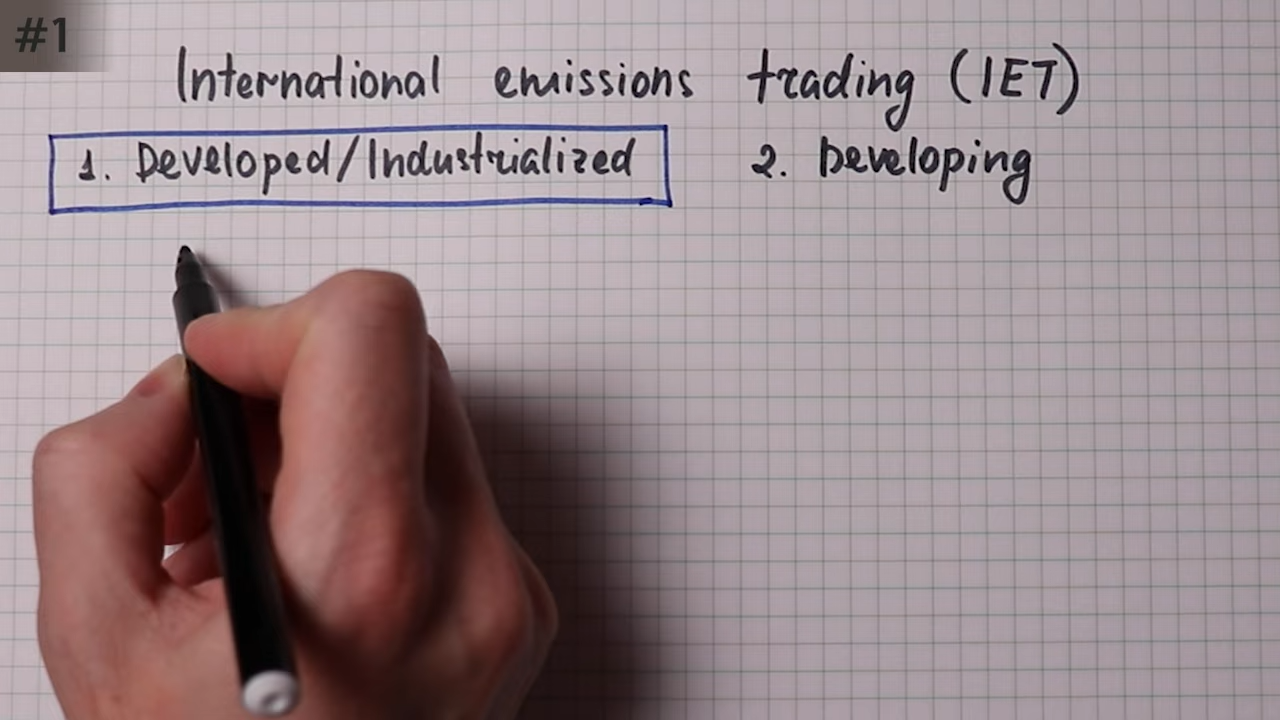 #1
International emissions trading (IET)
1. Developed/Industrialized 2. Developing